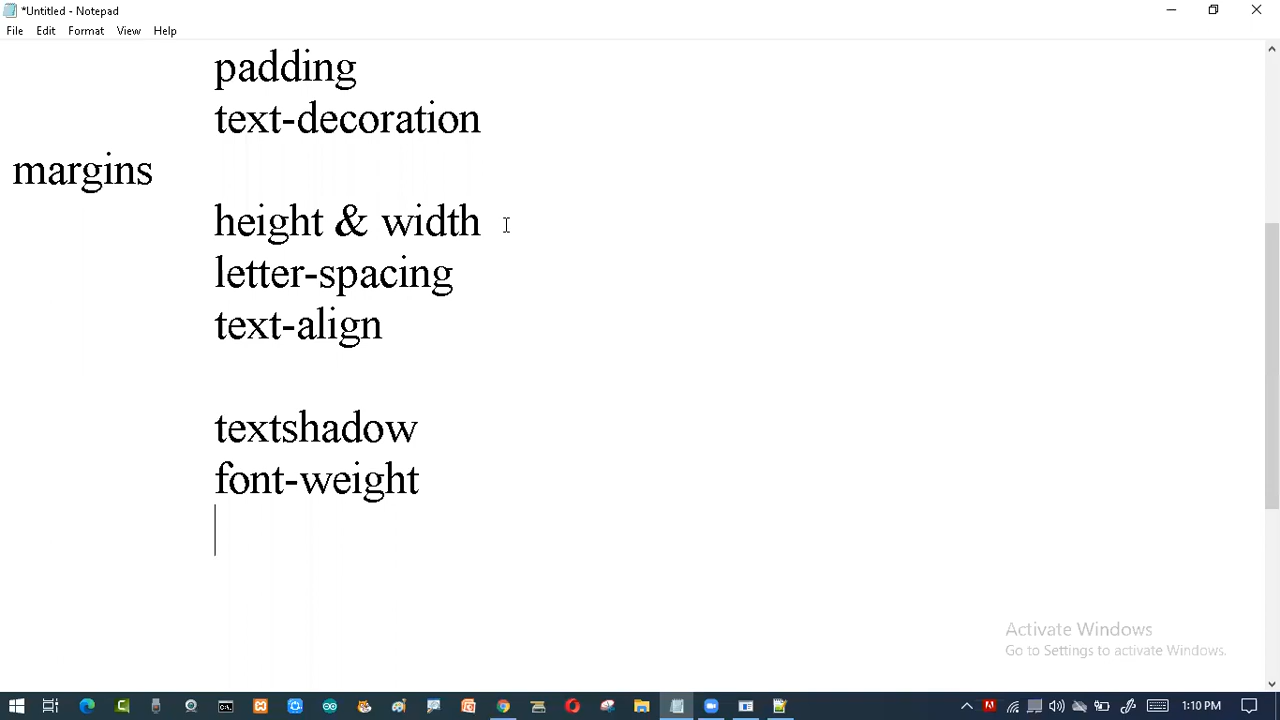 *Untitled - Notepad
File Edit Format View Help
padding
text-decoration
margins
height & width
letter-spacing
text-align
textshadow
font-weight
Activate Windows
Go to Settings to activate Windows.
1:10 PM